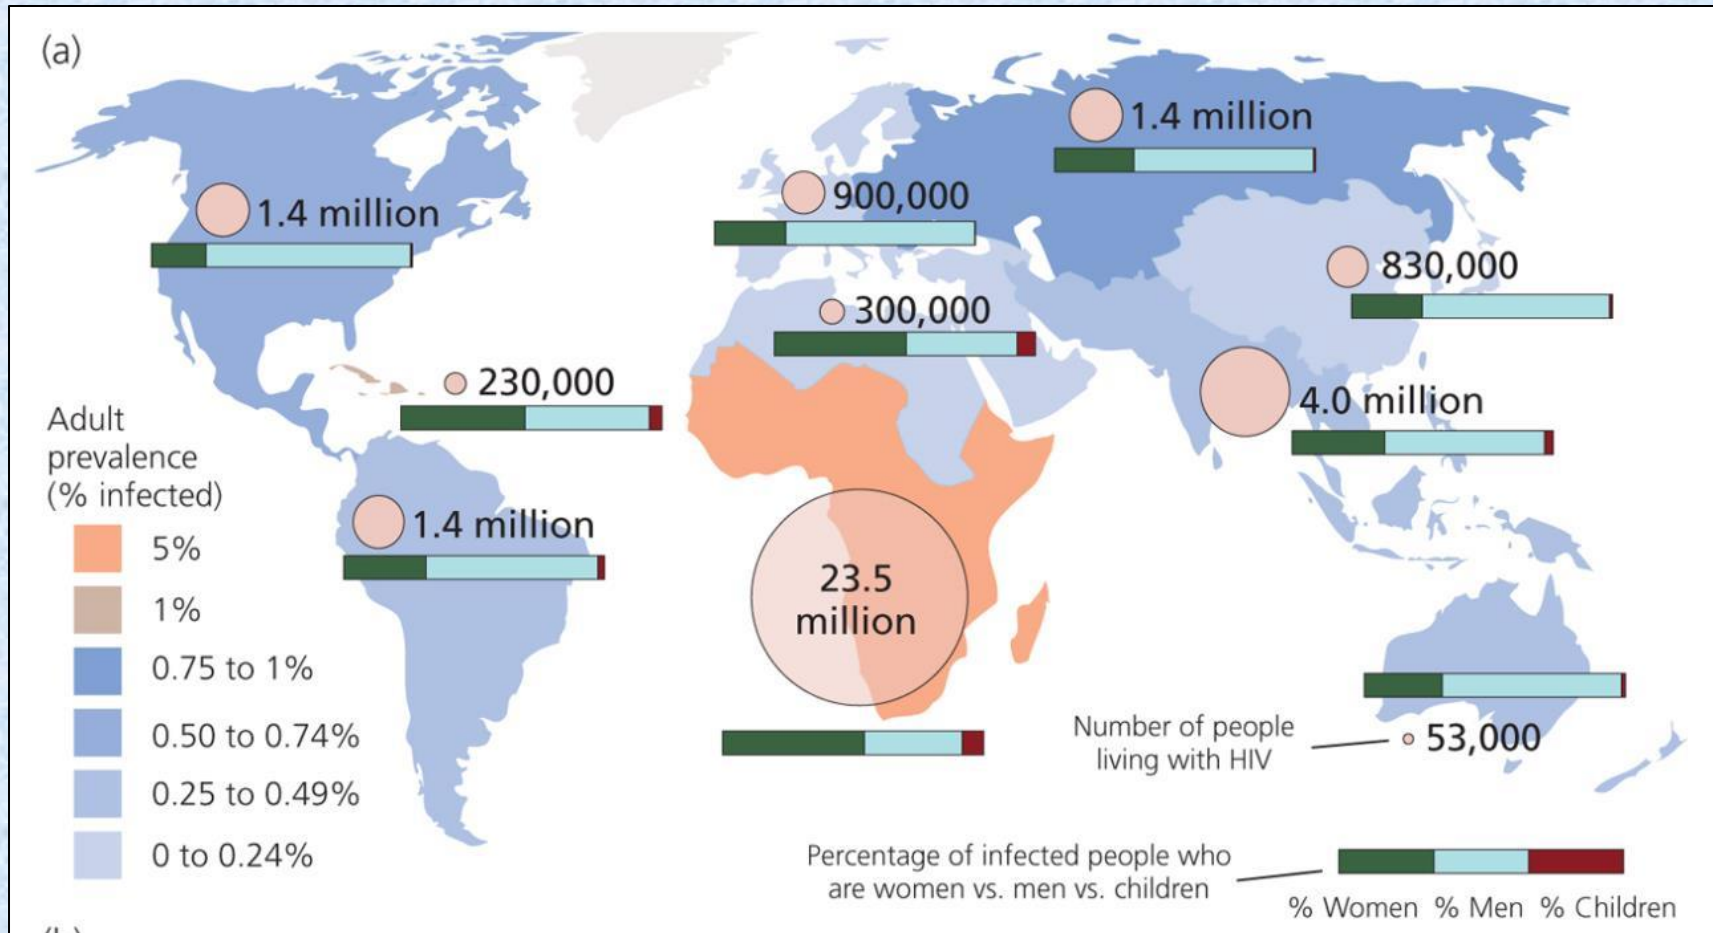 (a)
1.4 million
1.4 million
900,000
830,000
300,000
230,000
4.0 million
1.4 million
23.5
million
53,000
Adult
prevalence
(% infected)
5%
1%
0.75 to 1%
0.50 to 0.74%
0.25 to 0.49%
0 to 0.24%
Number of people
living with HIV
Percentage of infected people who
are women vs. men vs. children
% Women % Men % Children